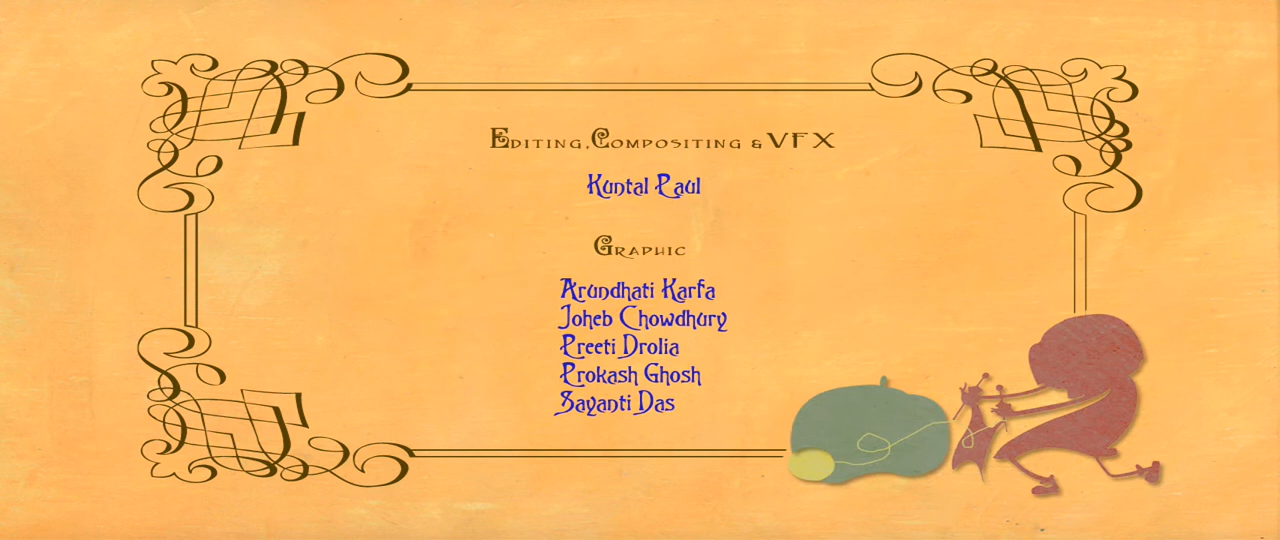 Editing, Compositing & VFX
Kuntal Paul
Graphic
Arundhati Karfa
Joheb Chowdhury
Preeti Drolia
Prokash Ghosh
Sayanti Das